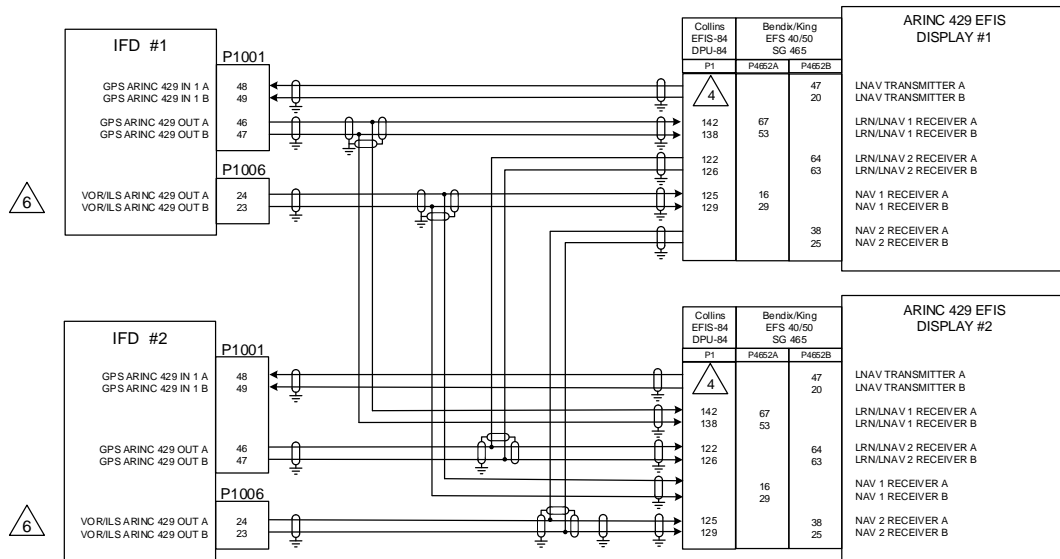 IFD #1
P1001
GPS ARINC 429 IN 1 A 48
GPS ARINC 429 IN 1 B 49
GPS ARINC 429 OUT A 46
GPS ARINC 429 OUT B 47
P1006
6
VOR/ILS ARINC 429 OUT A 24
VOR/ILS ARINC 429 OUT B 23
Collins EFIS-84 DPU-84
Bendix/King EFS 40/50 SG 465
ARINC 429 EFIS
DISPLAY #1
P1 P4652A P4652B
4
47 LNAV TRANSMITTER A
20 LNAV TRANSMITTER B
142 67 LRN/LNAV 1 RECEIVER A
138 53 LRN/LNAV 1 RECEIVER B
122 64 LRN/LNAV 2 RECEIVER A
126 63 LRN/LNAV 2 RECEIVER B
125 16 NAV 1 RECEIVER A
129 29 NAV 1 RECEIVER B
38 NAV 2 RECEIVER A
25 NAV 2 RECEIVER B
IFD #2
P1001
GPS ARINC 429 IN 1 A 48
GPS ARINC 429 IN 1 B 49
GPS ARINC 429 OUT A 46
GPS ARINC 429 OUT B 47
P1006
6
VOR/ILS ARINC 429 OUT A 24
VOR/ILS ARINC 429 OUT B 23
Collins EFIS-84 DPU-84
Bendix/King EFS 40/50 SG 465
ARINC 429 EFIS
DISPLAY #2
P1 P4652A P4652B
4
47 LNAV TRANSMITTER A
20 LNAV TRANSMITTER B
142 67 LRN/LNAV 1 RECEIVER A
138 53 LRN/LNAV 1 RECEIVER B
122 64 LRN/LNAV 2 RECEIVER A
126 63 LRN/LNAV 2 RECEIVER B
16 NAV 1 RECEIVER A
29 NAV 1 RECEIVER B
125 38 NAV 2 RECEIVER A
129 25 NAV 2 RECEIVER B